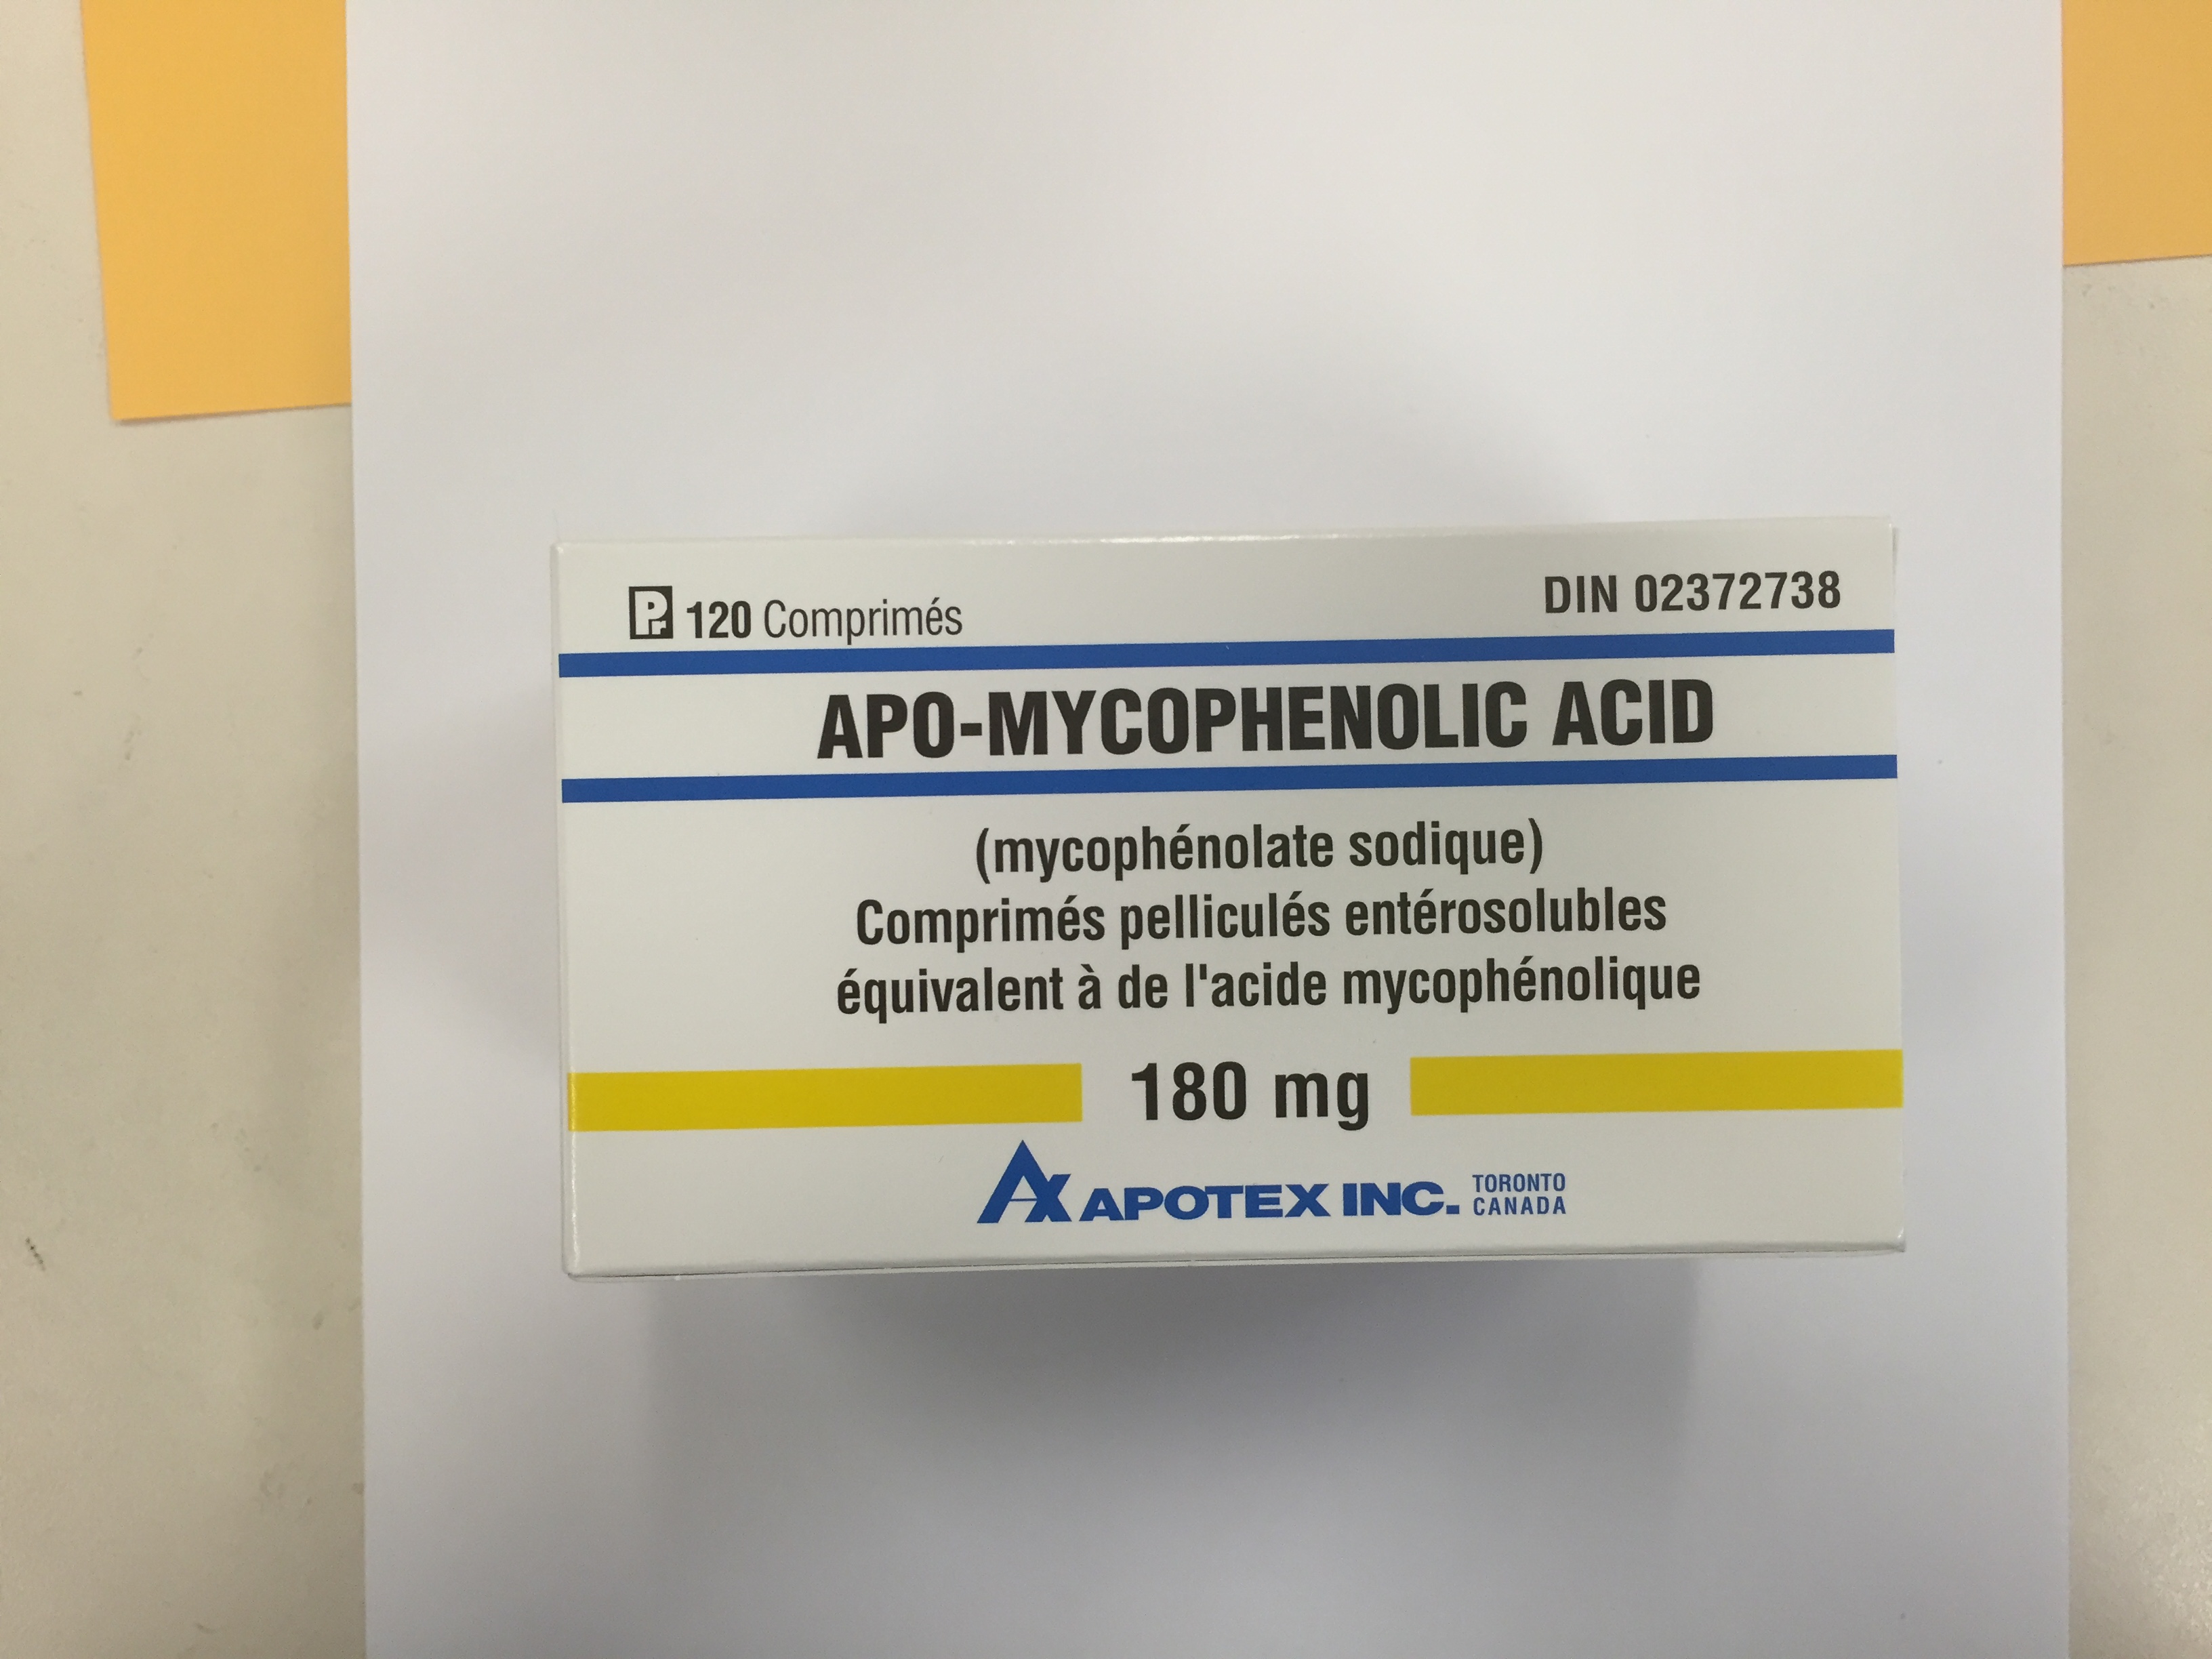 Pr 120 Comprimés
DIN 02372738
APO-MYCOPHENOLIC ACID
(mycophénolate sodique)
Comprimés pelliculés entérosolubles
équivalent à de l'acide mycophénolique
180 mg
APOTEX INC. TORONTO
CANADA